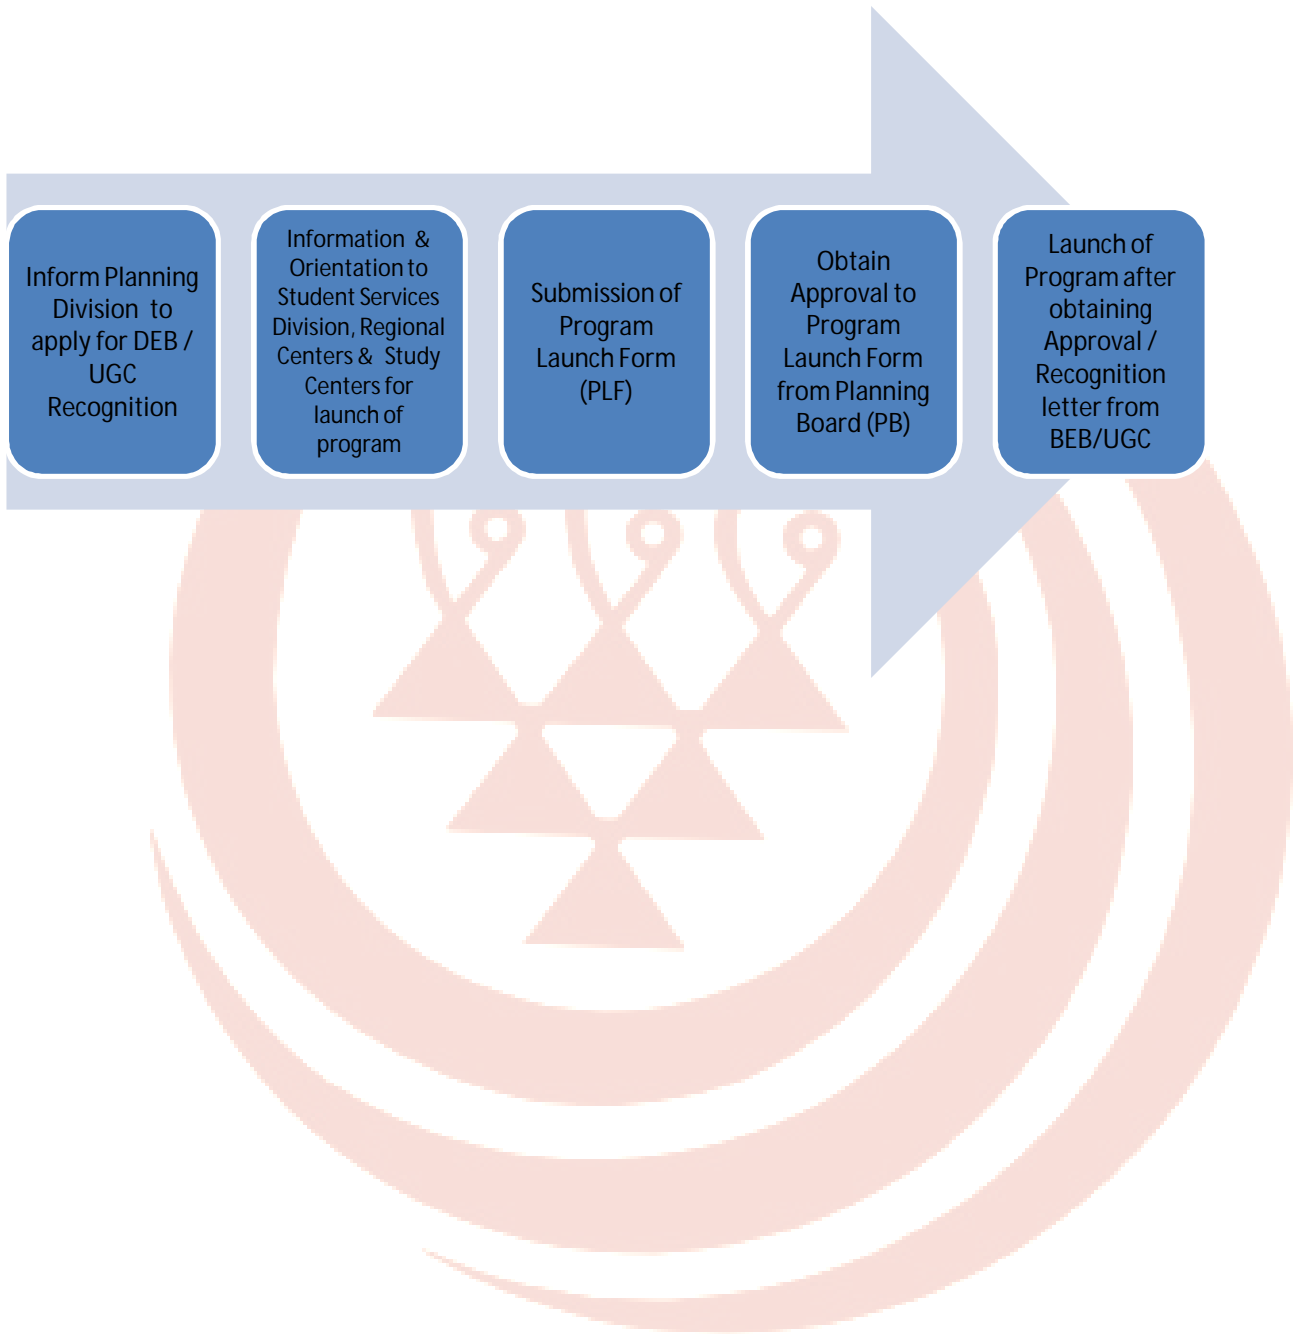 Inform Planning
Division to
apply for DEB /
UGC
Recognition
Information &
Orientation to
Student Services
Division, Regional
Centers & Study
Centers for
launch of
program
Submission of
Program
Launch Form
(PLF)
Obtain
Approval to
Program
Launch Form
from Planning
Board (PB)
Launch of
Program after
obtaining
Approval /
Recognition
letter from
BEB/UGC